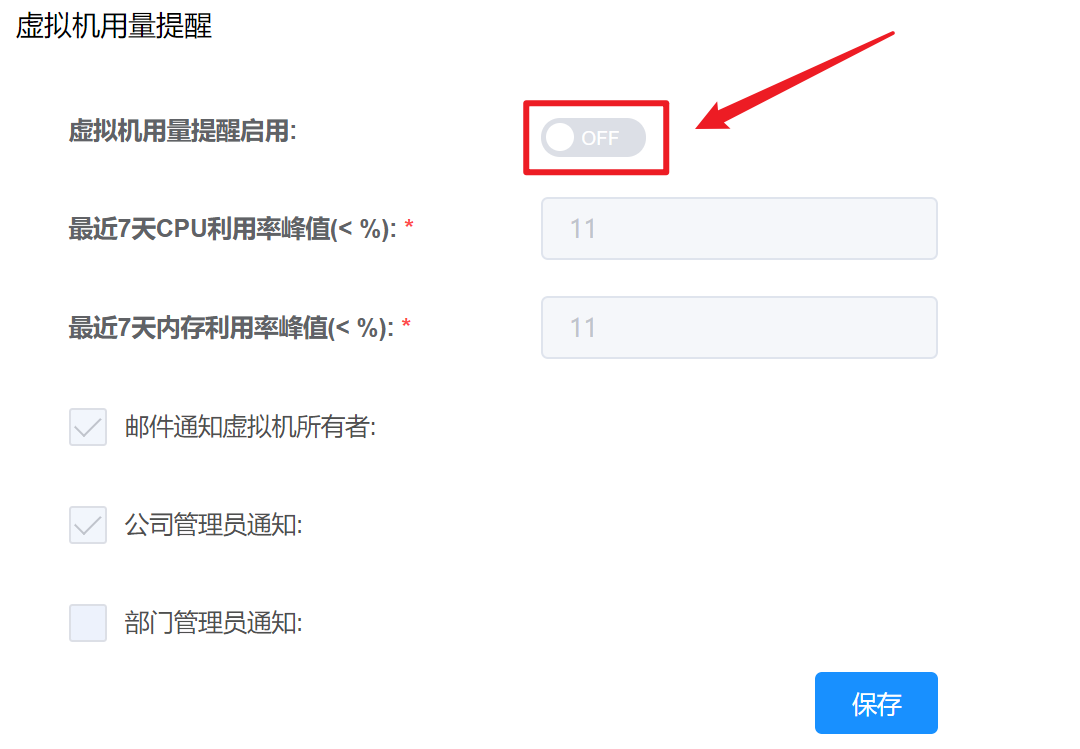 虚拟机用量提醒
虚拟机用量提醒启用: OFF
最近7天CPU利用率峰值(< %): * 11
最近7天内存利用率峰值(< %): * 11
邮件通知虚拟机所有者:
公司管理员通知:
部门管理员通知:
保存